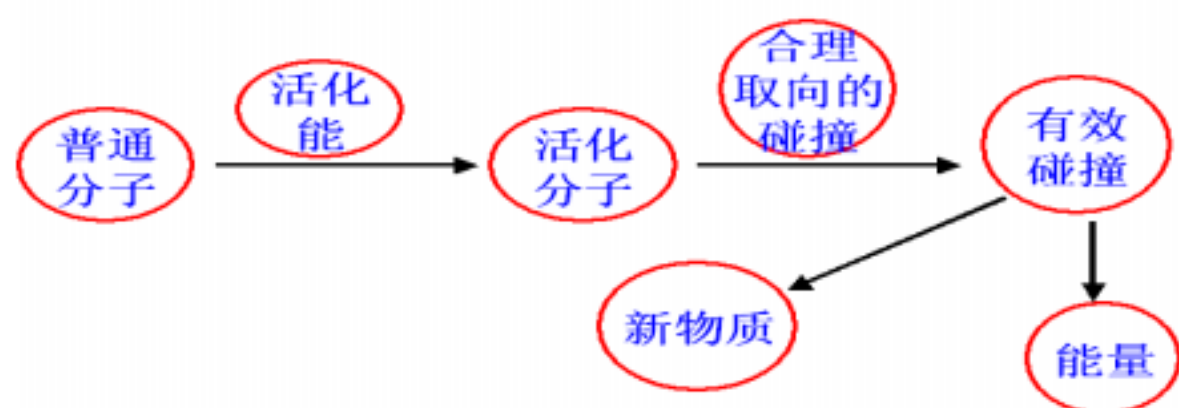 普通
分子
活化
能
活化
分子
合理
取向的
碰撞
有效
碰撞
新物质
能量